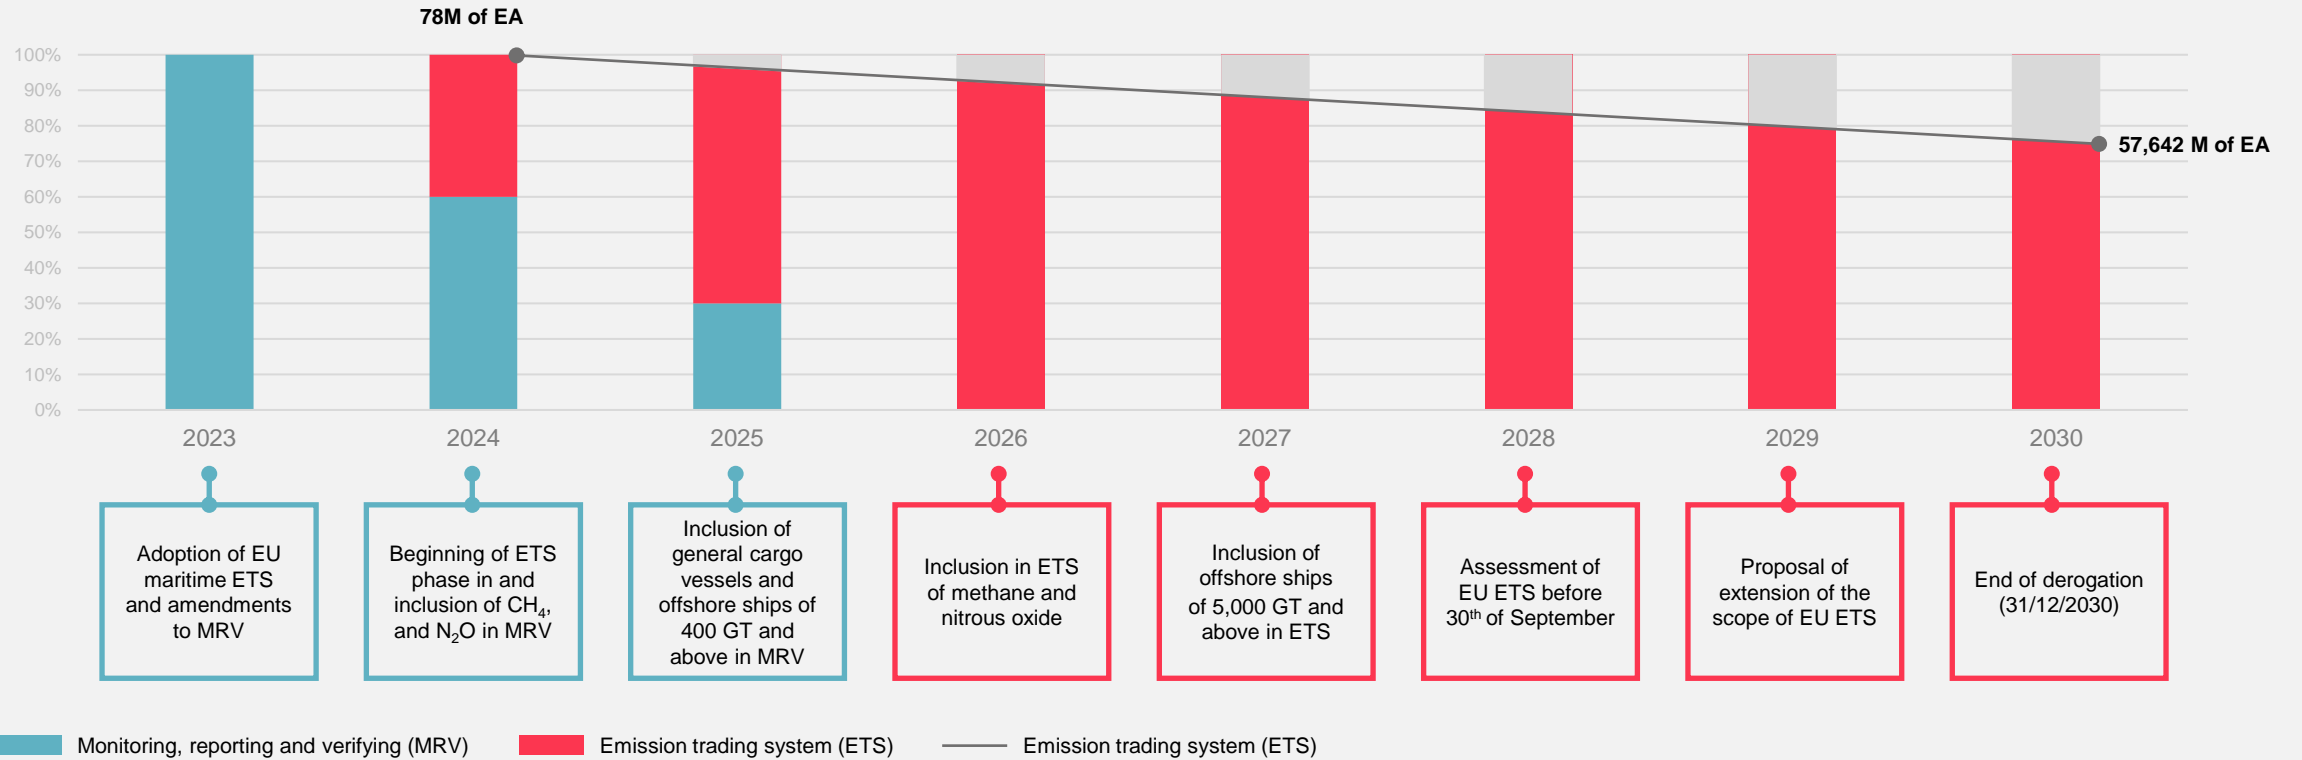 78M of EA
100%
90%
80%
70%
60%
50%
40%
30%
20%
10%
0%
57,642 M of EA
2023
2024
2025
2026
2027
2028
2029
2030
Adoption of EU
maritime ETS
and amendments
to MRV
Beginning of ETS
phase in and
inclusion of CH₄,
and N₂O in MRV
Inclusion of
general cargo
vessels and
offshore ships of
400 GT and
above in MRV
Inclusion in ETS
of methane and
nitrous oxide
Inclusion of
offshore ships
of 5,000 GT and
above in ETS
Assessment of
EU ETS before
30ᵗʰ of September
Proposal of
extension of the
scope of EU ETS
End of derogation
(31/12/2030)
Monitoring, reporting and verifying (MRV)
Emission trading system (ETS)
Emission trading system (ETS)